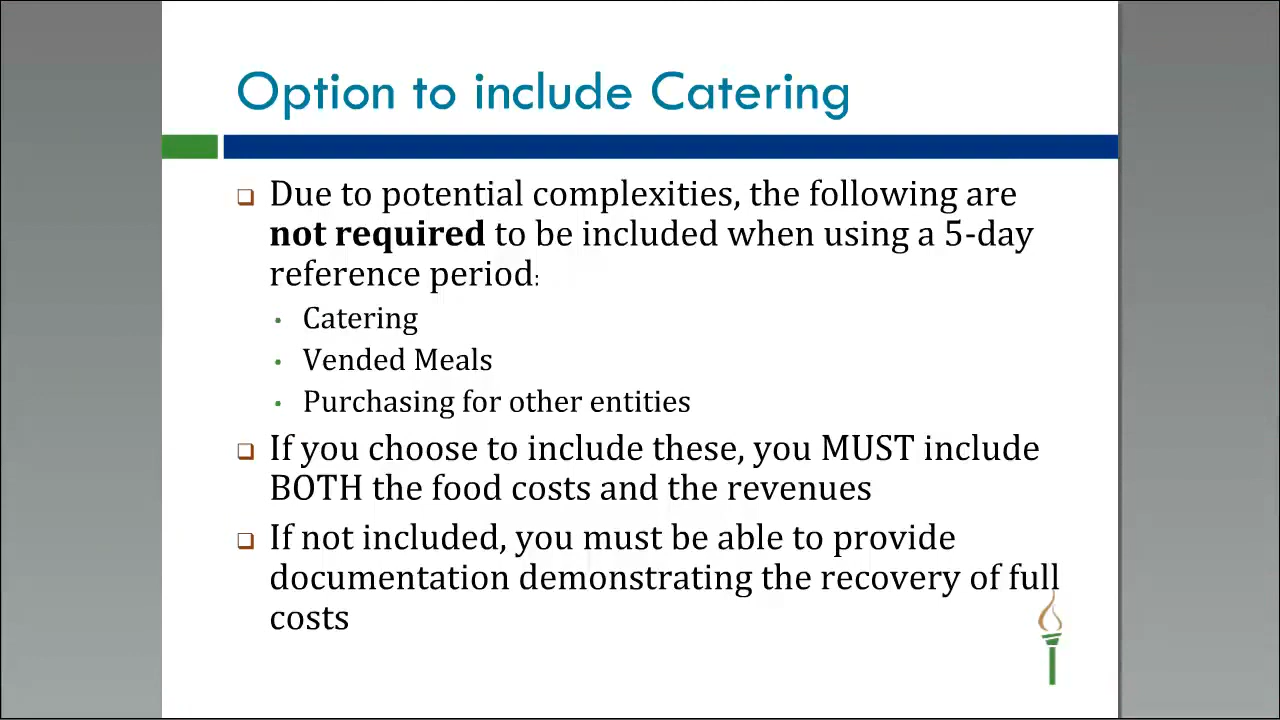 Option to include Catering
Due to potential complexities, the following are
not required to be included when using a 5-day
reference period:
Catering
Vended Meals
Purchasing for other entities
If you choose to include these, you MUST include
BOTH the food costs and the revenues
If not included, you must be able to provide
documentation demonstrating the recovery of full
costs